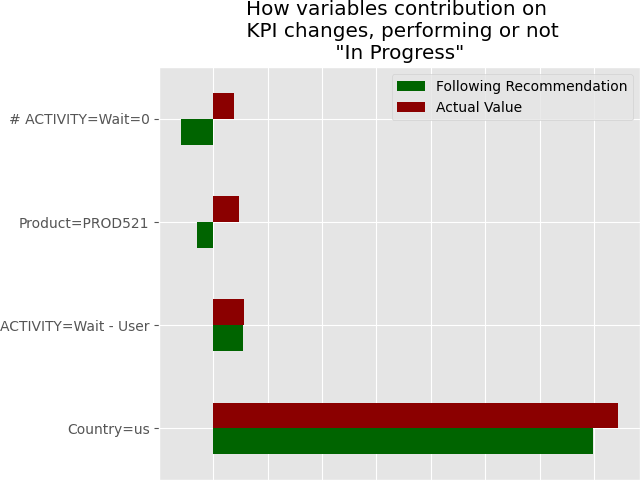 How variables contribution on
KPI changes, performing or not
"In Progress"
Following Recommendation
Actual Value
# ACTIVITY=Wait=0
Product=PROD521
ACTIVITY=Wait - User
Country=us